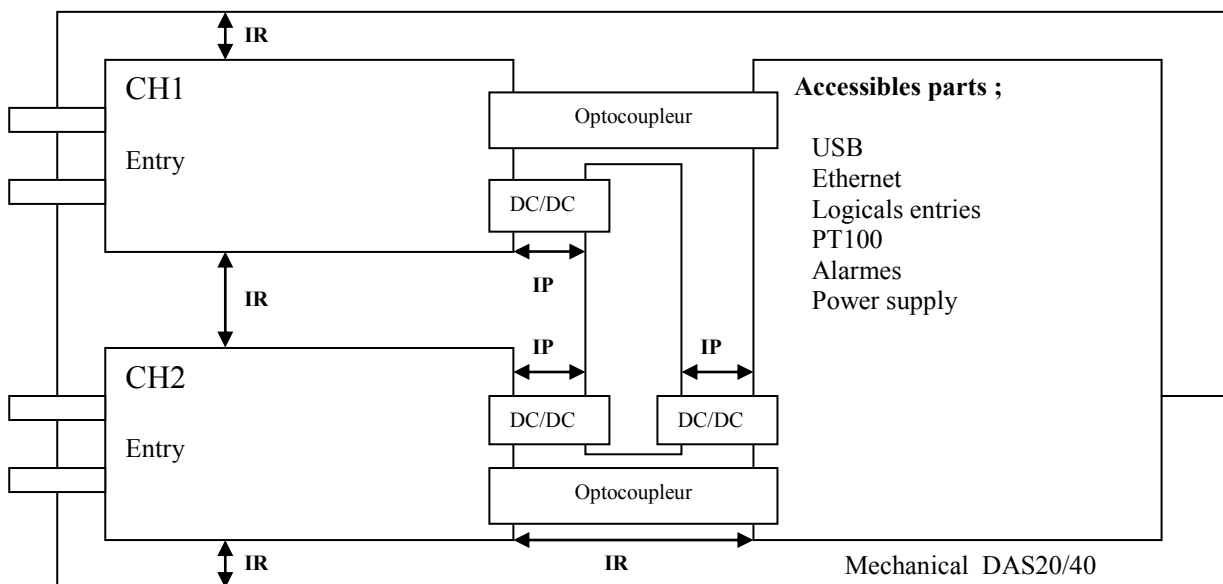 IR
CH1
Entry
Optocoupleur
Accessibles parts ;
USB
Ethernet
Logicals entries
PT100
Alarmes
Power supply
DC/DC
IP
IR
IP
IP
CH2
Entry
DC/DC
DC/DC
Optocoupleur
IR
IR
Mechanical DAS20/40